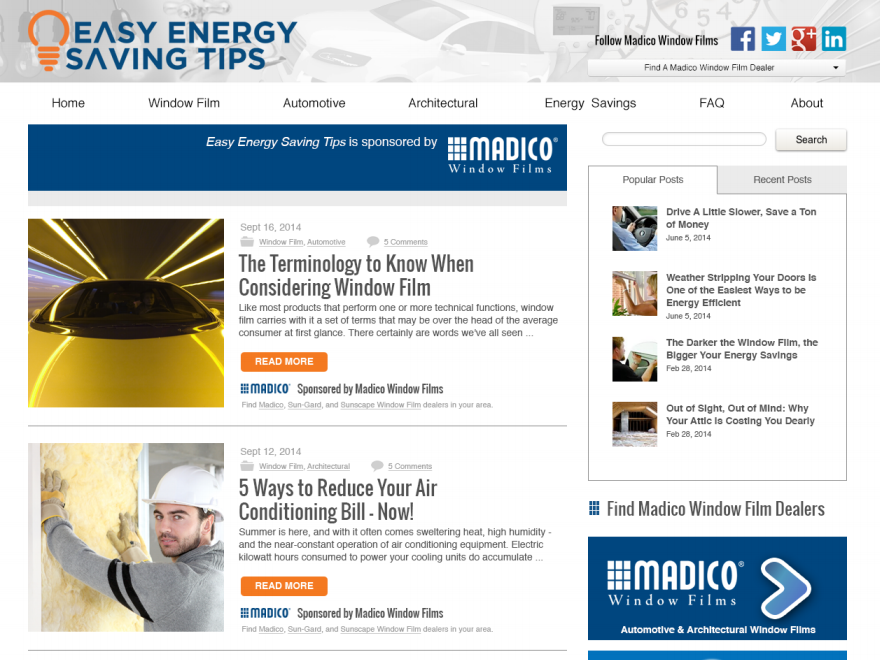 EASY ENERGY
SAVING TIPS
Follow Madico Window Films
Find A Madico Window Film Dealer
Home Window Film Automotive Architectural Energy Savings FAQ About
Easy Energy Saving Tips is sponsored by
MADICO®
Window Films
Search
Popular Posts
Recent Posts
Drive A Little Slower, Save a Ton
of Money
June 5, 2014
Weather Stripping Your Doors Is
One of the Easiest Ways to be
Energy Efficient
June 5, 2014
The Darker the Window Film, the
Bigger Your Energy Savings
Feb 28, 2014
Out of Sight, Out of Mind: Why
Your Attic is Costing You Dearly
Feb 28, 2014
Sept 16, 2014
Window Film, Automotive 5 Comments
The Terminology to Know When
Considering Window Film
Like most products that perform one or more technical functions, window
film carries with it a set of terms that may be over the head of the average
consumer at first glance. There certainly are words we've all seen ...
READ MORE
MADICO® Sponsored by Madico Window Films
Find Madico, Sun-Gard, and Sunscape Window Film dealers in your area.
Sept 12, 2014
Window Film, Architectural 5 Comments
5 Ways to Reduce Your Air
Conditioning Bill - Now!
Summer is here, and with it often comes sweltering heat, high humidity -
and the near-constant operation of air conditioning equipment. Electric
kilowatt hours consumed to power your cooling units do accumulate ...
READ MORE
MADICO® Sponsored by Madico Window Films
Find Madico, Sun-Gard, and Sunscape Window Film dealers in your area.
Find Madico Window Film Dealers
MADICO®
Window Films
Automotive & Architectural Window Films